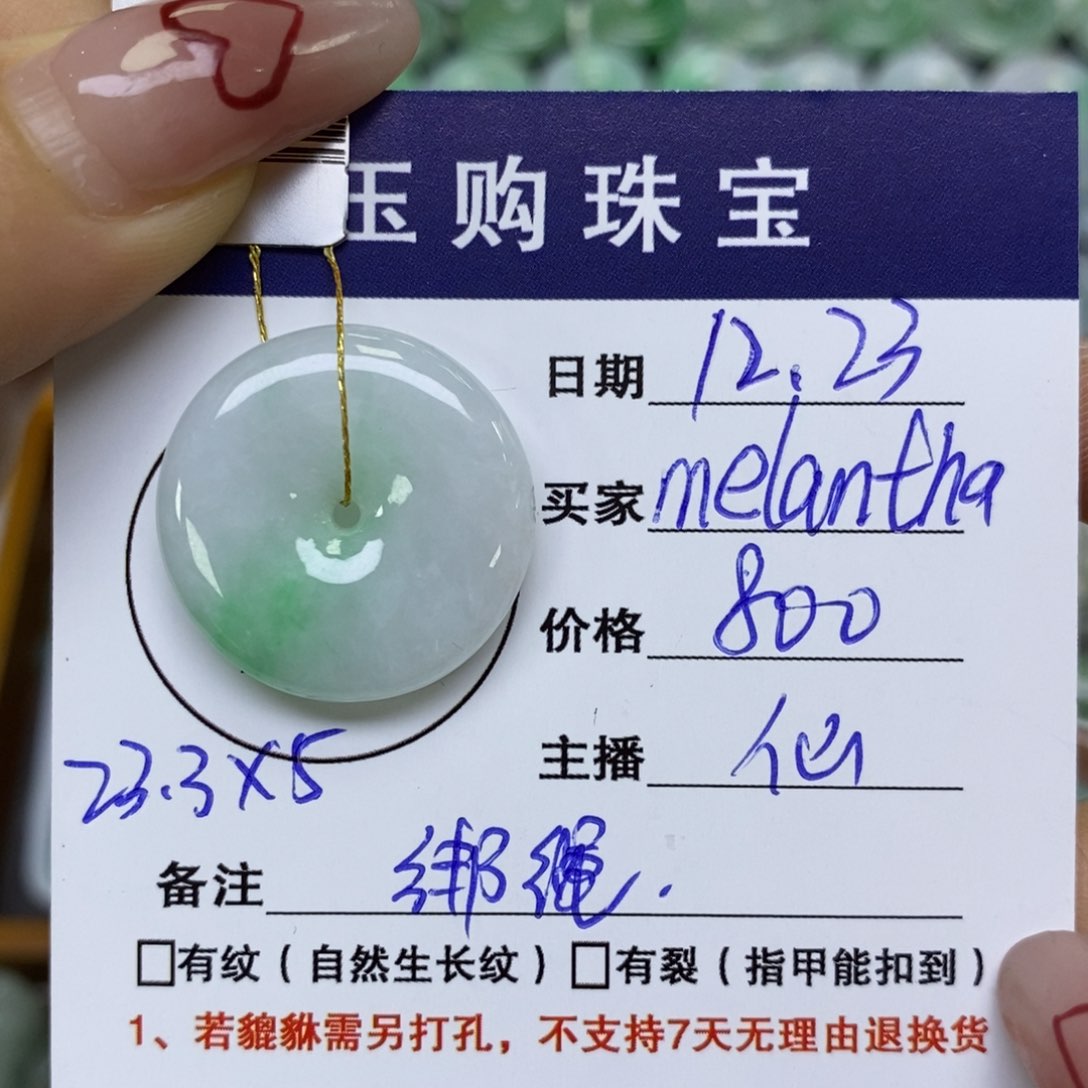 玉购珠宝
日期 12.23
买家 melantha
价格 800
主播 仙
23.3×5
备注 绑绳.
□有纹（自然生长纹）□有裂（指甲能扣到）
1、若貔貅需另打孔，不支持7天无理由退换货